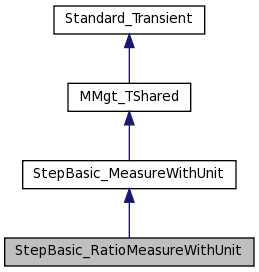 Standard_Transient
MMgt_TShared
StepBasic_MeasureWithUnit
StepBasic_RatioMeasureWithUnit